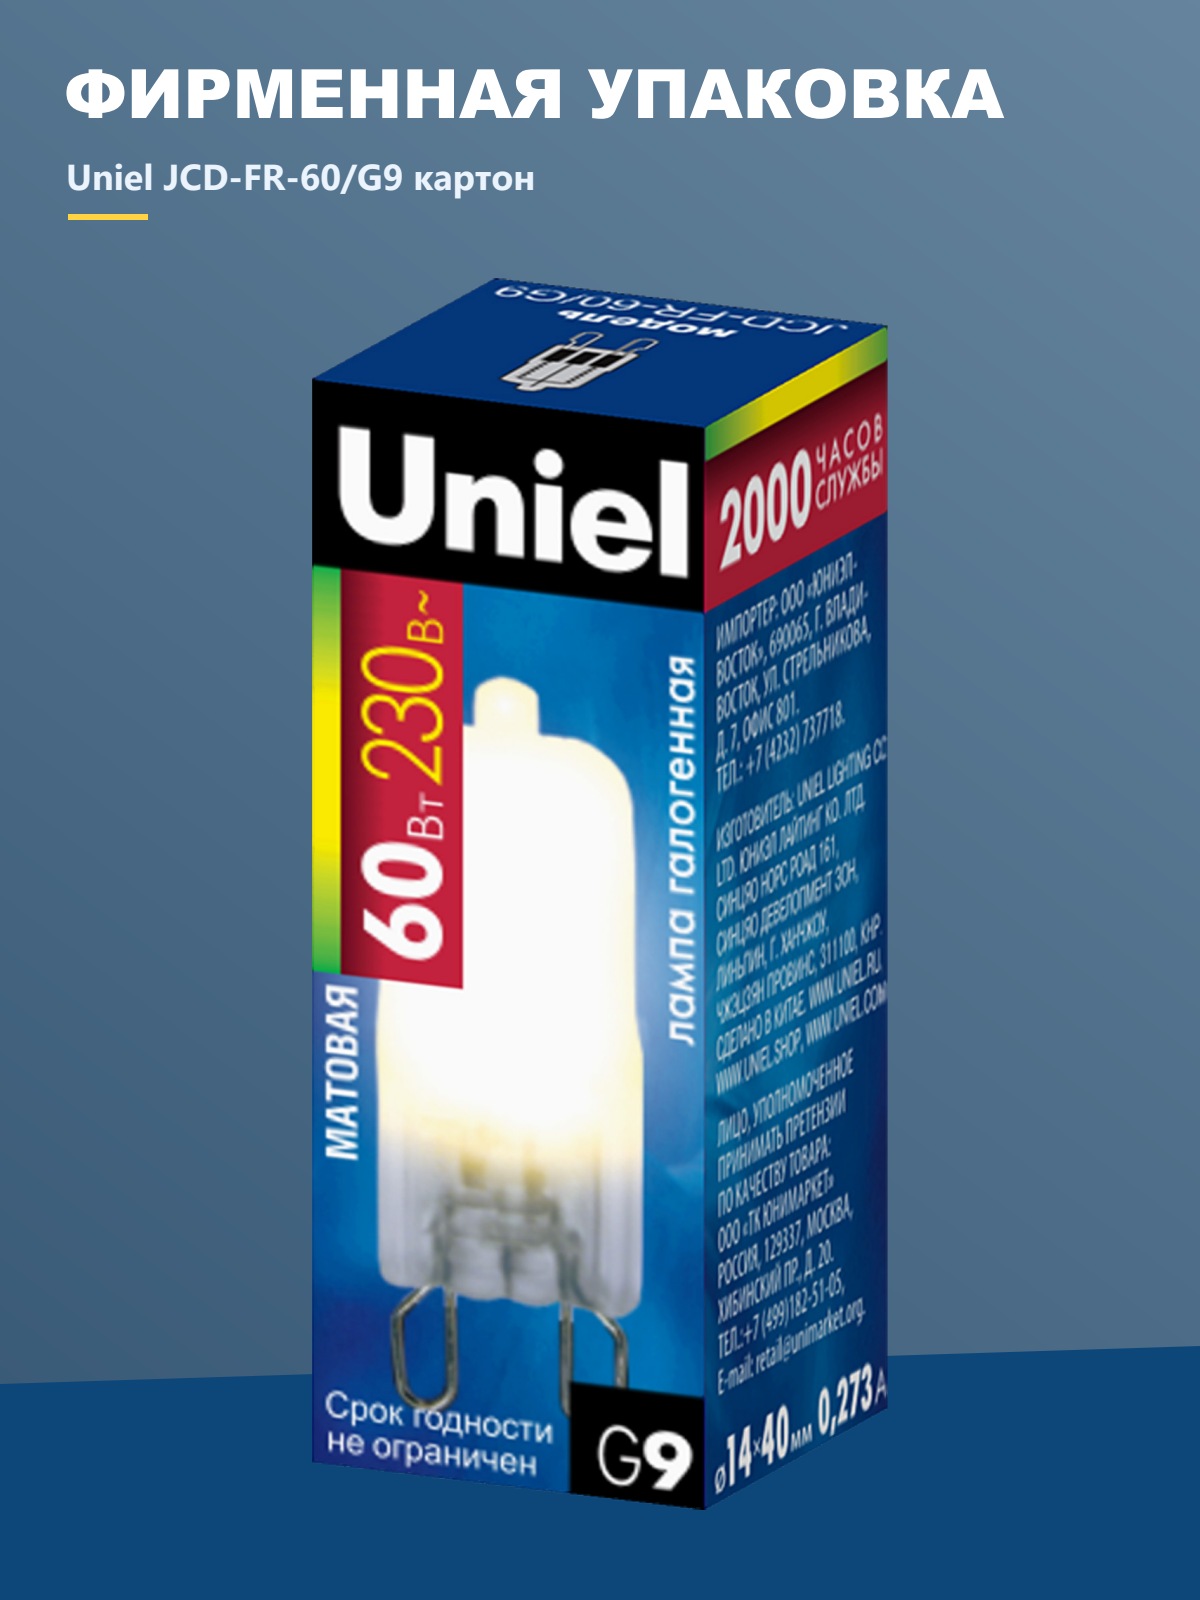 ФИРМЕННАЯ УПАКОВКА
Uniel JCD-FR-60/G9 картон
модель
JCD-FR-60/G9
Uniel
60Вт 230В~
МАТОВАЯ
лампа галогенная
Срок годности
не ограничен
G9
2000 ЧАСОВ
СЛУЖБЫ
ИМПОРТЕР: ООО «ЮНИЭЛ-
ВОСТОК», 690065, Г. ВЛАДИ-
ВОСТОК, УЛ. СТРЕЛЬНИКОВА,
Д. 7, ОФИС 801.
ТЕЛ.: +7 (4232) 737718.
ИЗГОТОВИТЕЛЬ: UNIEL LIGHTING CO.
LTD. ЮНИЭЛ ЛАЙТИНГ КО. ЛТД.
СИНЦЯО НОРС РОАД 161,
СИНЦЯО ДЕВЕЛОПМЕНТ ЗОН,
ЛИНЬПИН, Г. ХАНЧЖОУ,
ЧЖЭЦЗЯН ПРОВИНС, 311100, КНР.
СДЕЛАНО В КИТАЕ. WWW.UNIEL.RU,
WWW.UNIEL.SHOP, WWW.UNIEL.COM
ЛИЦО, УПОЛНОМОЧЕННОЕ
ПРИНИМАТЬ ПРЕТЕНЗИИ
ПО КАЧЕСТВУ ТОВАРА:
ООО «ТК ЮНИМАРКЕТ»
РОССИЯ, 129337, МОСКВА,
ХИБИНСКИЙ ПР., Д. 20.
ТЕЛ.:+7 (499)182-51-05,
E-mail: retail@unimarket.org.
ø14×40мм 0,273 А